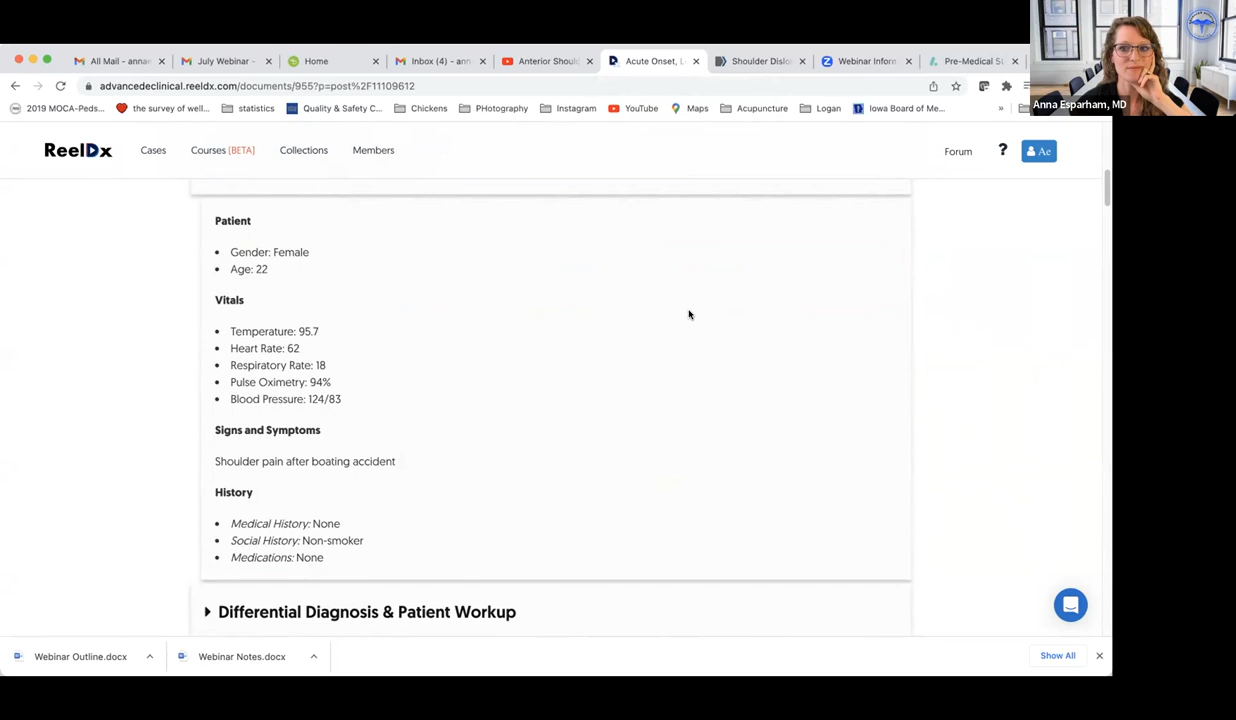 All Mail - annae
July Webinar -
Home
Inbox (4) - ann
Anterior Shoul
Acute Onset, L
Shoulder Dislo
Webinar Inform
Pre-Medical St
advancedeclinical.reeldx.com/documents/955?p=post%2F11109612
2019 MOCA-Peds...
the survey of well...
statistics
Quality & Safety C...
Chickens
PHotography
Instagram
YouTube
Maps
Acupuncture
Logan
Iowa Board of Me...
»
Anna Esparham, MD
ReelDx
Cases
Courses [BETA]
Collections
Members
Forum
?
Ae
Patient
• Gender: Female
• Age: 22
Vitals
• Temperature: 95.7
• Heart Rate: 62
• Respiratory Rate: 18
• Pulse Oximetry: 94%
• Blood Pressure: 124/83
Signs and Symptoms
Shoulder pain after boating accident
History
• Medical History: None
• Social History: Non-smoker
• Medications: None
Differential Diagnosis & Patient Workup
Webinar Outline.docx
Webinar Notes.docx
Show All